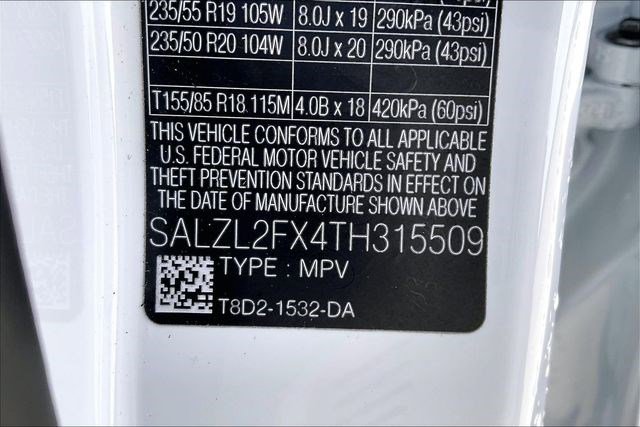 235/55 R19 105W 8.0J x 19 290kPa (43psi)
235/50 R20 104W 8.0J x 20 290kPa (43psi)
T155/85 R18 115M 4.0B x 18 420kPa (60psi)
THIS VEHICLE CONFORMS TO ALL APPLICABLE
U.S. FEDERAL MOTOR VEHICLE SAFETY AND
THEFT PREVENTION STANDARDS IN EFFECT ON
THE DATE OF MANUFACTURE SHOWN ABOVE
SALZL2FX4TH315509
TYPE : MPV
T8D2-1532-DA